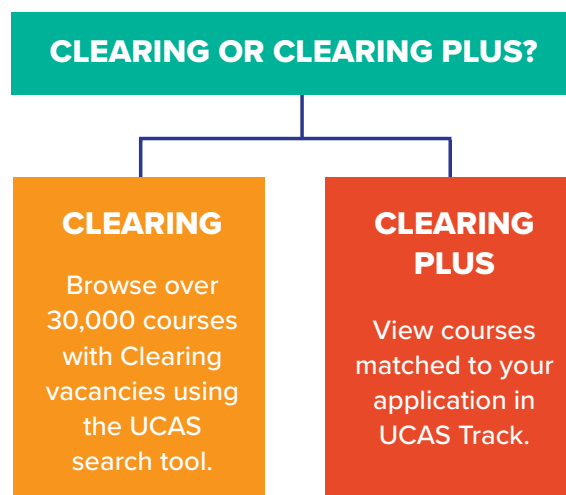 CLEARING OR CLEARING PLUS?
CLEARING
Browse over
30,000 courses
with Clearing
vacancies using
the UCAS
search tool.
CLEARING
PLUS
View courses
matched to your
application in
UCAS Track.